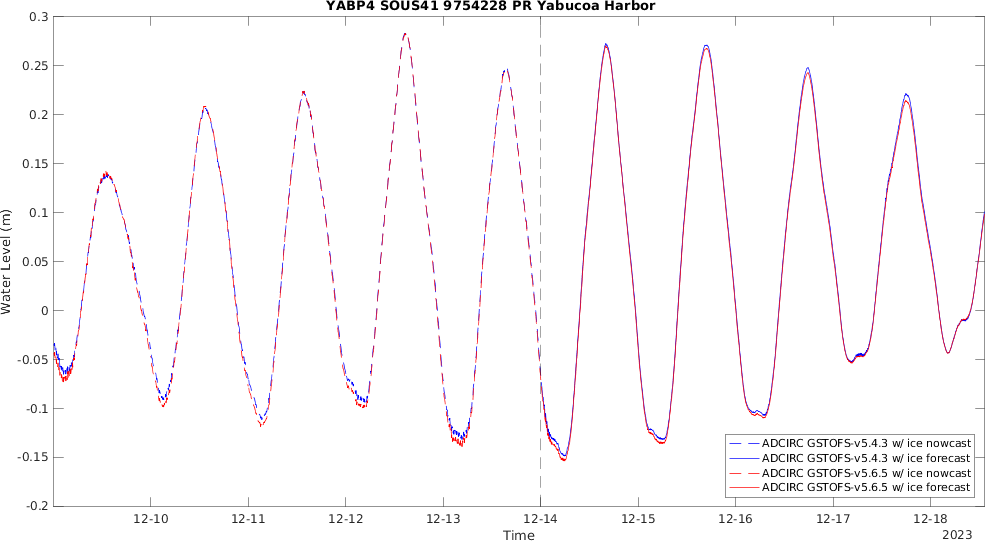 YABP4 SOUS41 9754228 PR Yabucoa Harbor
0.3
0.25
0.2
0.15
0.1
0.05
0
-0.05
-0.1
-0.15
-0.2
Water Level (m)
ADCIRC GSTOFS-v5.4.3 w/ ice nowcast
ADCIRC GSTOFS-v5.4.3 w/ ice forecast
ADCIRC GSTOFS-v5.6.5 w/ ice nowcast
ADCIRC GSTOFS-v5.6.5 w/ ice forecast
12-10 12-11 12-12 12-13 12-14 12-15 12-16 12-17 12-18
Time
2023